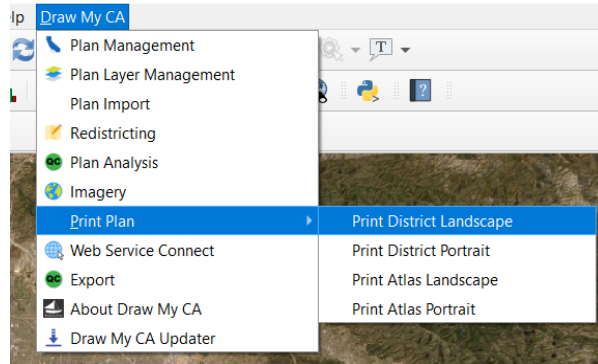 lp Draw My CA
Plan Management
T
Plan Layer Management
Plan Import
?
Redistricting
QC Plan Analysis
Imagery
Print Plan
Print District Landscape
Web Service Connect
Print District Portrait
QC Export
Print Atlas Landscape
About Draw My CA
Print Atlas Portrait
Draw My CA Updater